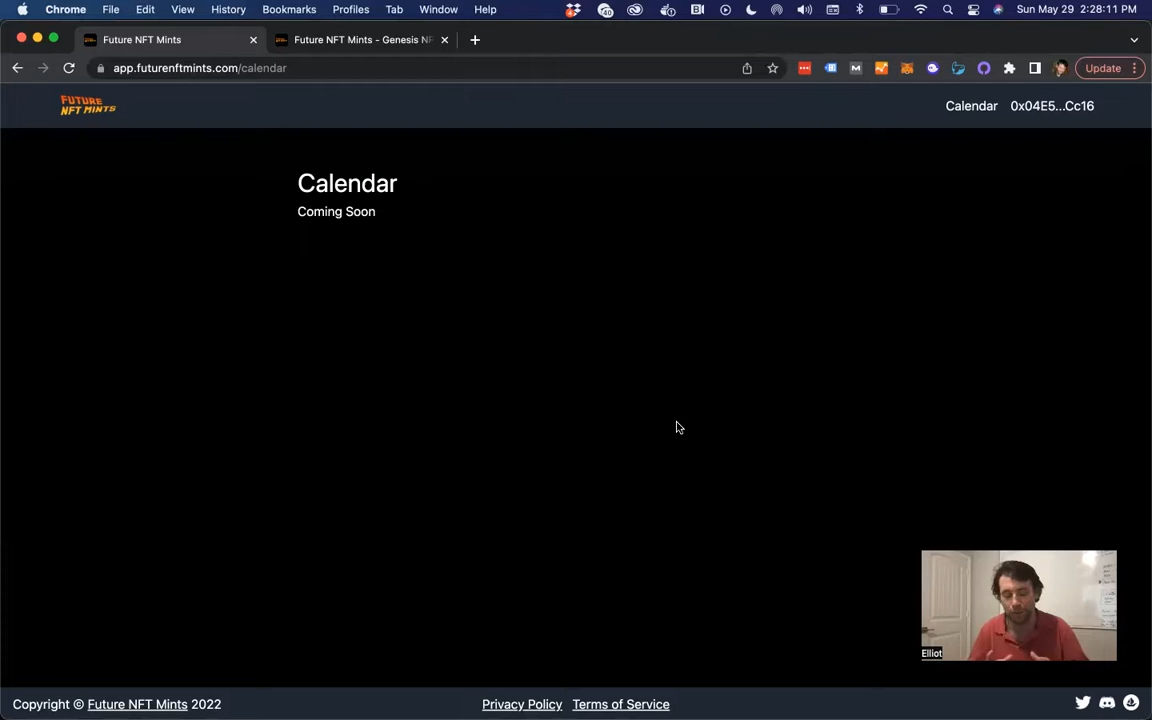 Chrome File Edit View History Bookmarks Profiles Tab Window Help Sun May 29 2:28:11 PM
Future NFT Mints
Future NFT Mints - Genesis NF
app.futurenftmints.com/calendar
Update
FUTURE
NFT MINTS
Calendar 0x04E5...Cc16
Calendar
Coming Soon
Elliot
Copyright © Future NFT Mints 2022
Privacy Policy Terms of Service